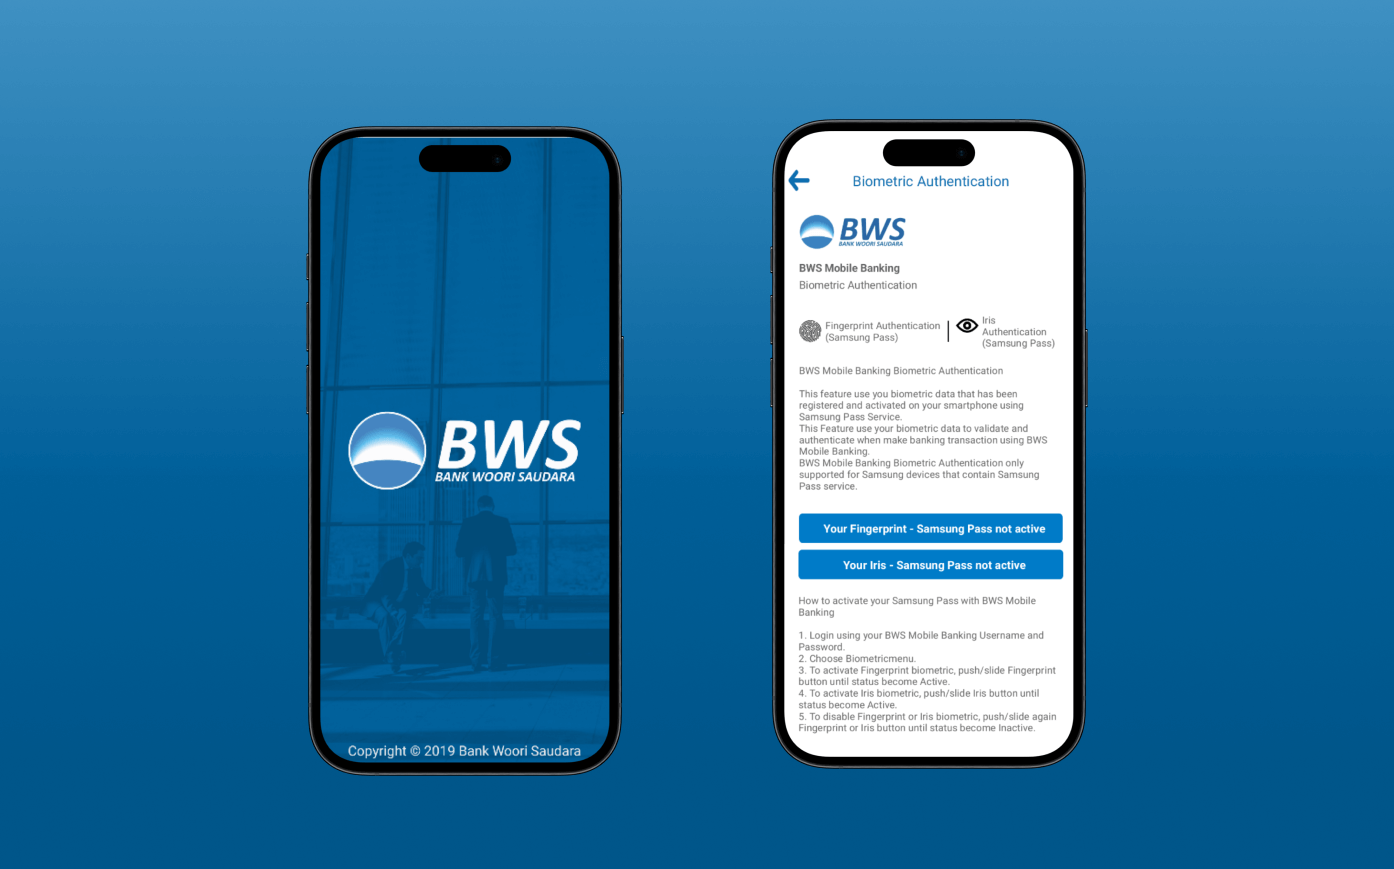 BWS
BANK WOORI SAUDARA
Copyright © 2019 Bank Woori Saudara
Biometric Authentication
BWS
BANK WOORI SAUDARA
BWS Mobile Banking
Biometric Authentication
Fingerprint Authentication
(Samsung Pass)
Iris
Authentication
(Samsung Pass)
BWS Mobile Banking Biometric Authentication
This feature use you biometric data that has been
registered and activated on your smartphone using
Samsung Pass Service.
This Feature use your biometric data to validate and
authenticate when make banking transaction using BWS
Mobile Banking.
BWS Mobile Banking Biometric Authentication only
supported for Samsung devices that contain Samsung
Pass service.
Your Fingerprint - Samsung Pass not active
Your Iris - Samsung Pass not active
How to activate your Samsung Pass with BWS Mobile
Banking
1. Login using your BWS Mobile Banking Username and
Password.
2. Choose Biometricmenu.
3. To activate Fingerprint biometric, push/slide Fingerprint
button until status become Active.
4. To activate Iris biometric, push/slide Iris button until
status become Active.
5. To disable Fingerprint or Iris biometric, push/slide again
Fingerprint or Iris button until status become Inactive.